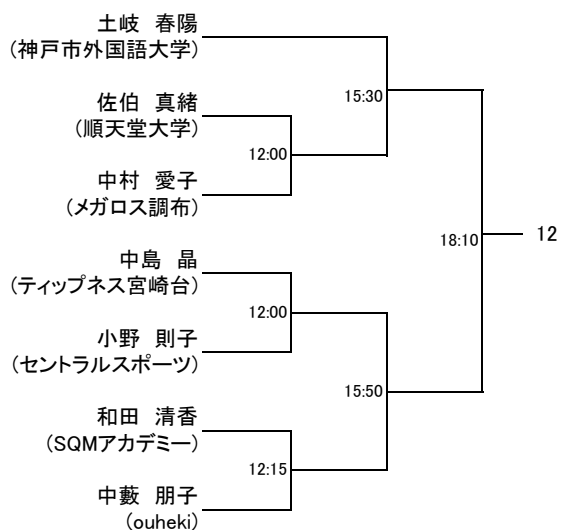 土岐　春陽
(神戸市外国語大学)
15:30
佐伯　真緒
(順天堂大学)
12:00
中村　愛子
(メガロス調布)
18:10
12
中島　晶
(ティップネス宮崎台)
12:00
小野　則子
(セントラルスポーツ)
15:50
和田　清香
(SQMアカデミー)
12:15
中藪　朋子
(ouheki)